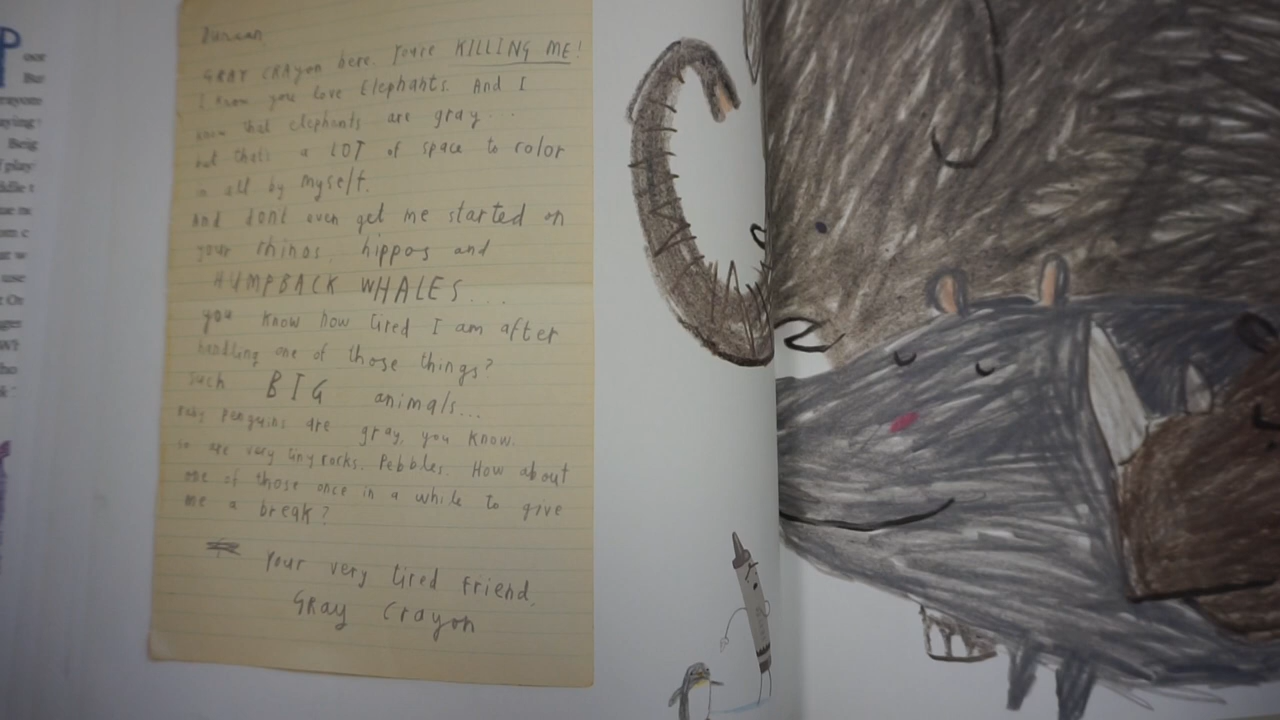 Duncan,
GRAY CRAYON here. You're KILLING ME!
I know you love Elephants. And I
know that elephants are gray...
but that's a LOT of space to color
in all by myself.
And don't even get me started on
your rhinos, hippos and
HUMPBACK WHALES...
you know how tired I am after
handling one of those things?
such BIG animals...
Baby Penguins are gray, you know.
so are very tiny rocks. Pebbles. How about
one of those once in a while to give
me a break?
Your very tired friend,
GRAY Crayon
P
oor